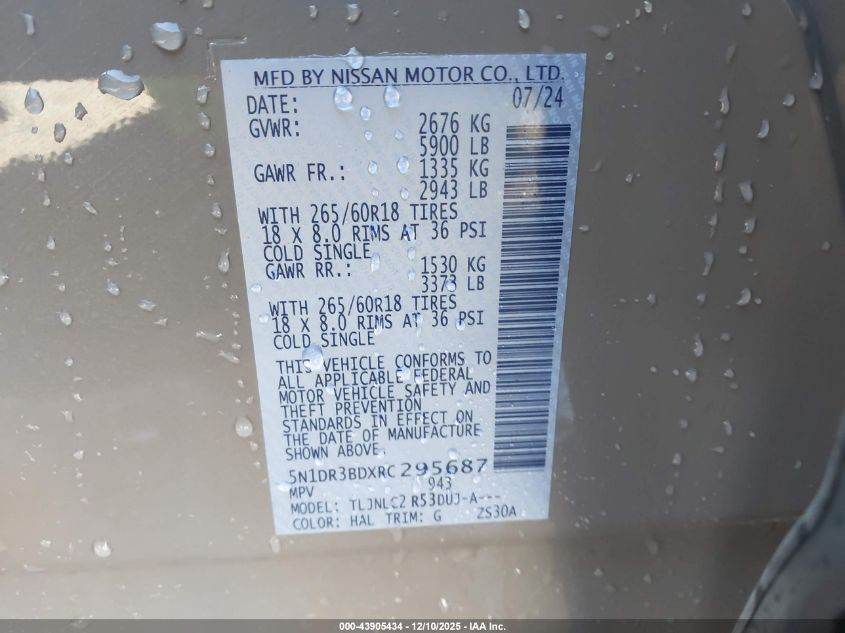 MFD BY NISSAN MOTOR CO., LTD.
DATE: 07/24
GVWR: 2676 KG
5900 LB
GAWR FR.: 1335 KG
2943 LB
WITH 265/60R18 TIRES
18 X 8.0 RIMS AT 36 PSI
COLD SINGLE
GAWR RR.: 1530 KG
3373 LB
WITH 265/60R18 TIRES
18 X 8.0 RIMS AT 36 PSI
COLD SINGLE
THIS VEHICLE CONFORMS TO
ALL APPLICABLE FEDERAL
MOTOR VEHICLE SAFETY AND
THEFT PREVENTION
STANDARDS IN EFFECT ON
THE DATE OF MANUFACTURE
SHOWN ABOVE.
5N1DR3BDXRC295687
MPV 943
MODEL: TLJNLC2 R53DUJ-A---
COLOR: HAL TRIM: G ZS30A
000-43905434 - 12/10/2025 - IAA Inc.